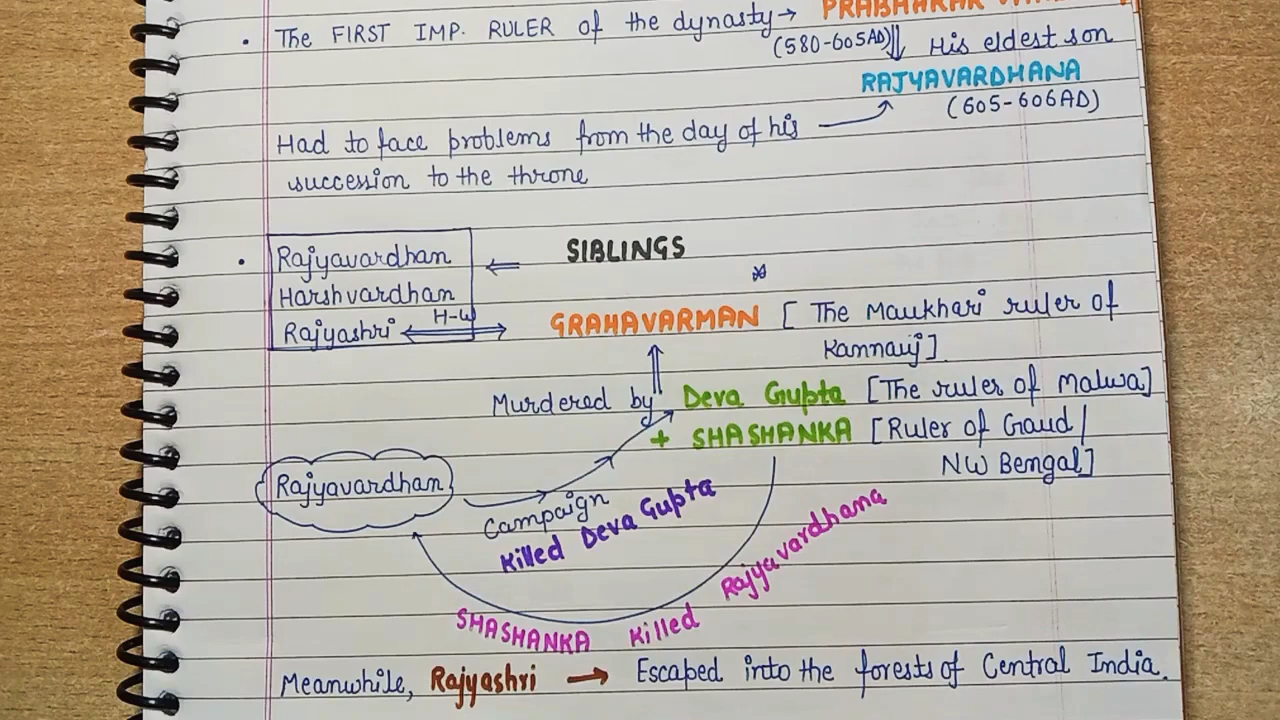 • The FIRST IMP. RULER of the dynasty → PRABHAKAR
(580-605AD) ⇓ His eldest son
RAJYAVARDHANA
(605-606AD)
Had to face problems from the day of his
succession to the throne
• Rajyavardhan ⇐ SIBLINGS
Harshvardhan
Rajyashri H-W GRAHAVARMAN [The Maukhari ruler of
Kannauj]
Murdered by Deva Gupta [The ruler of Malwa]
+ SHASHANKA [Ruler of Gaud /
NW Bengal]
Rajyavardhan
Campaign
Killed Deva Gupta
SHASHANKA Killed Rajyavardhana
Meanwhile, Rajyashri → Escaped into the forests of Central India.